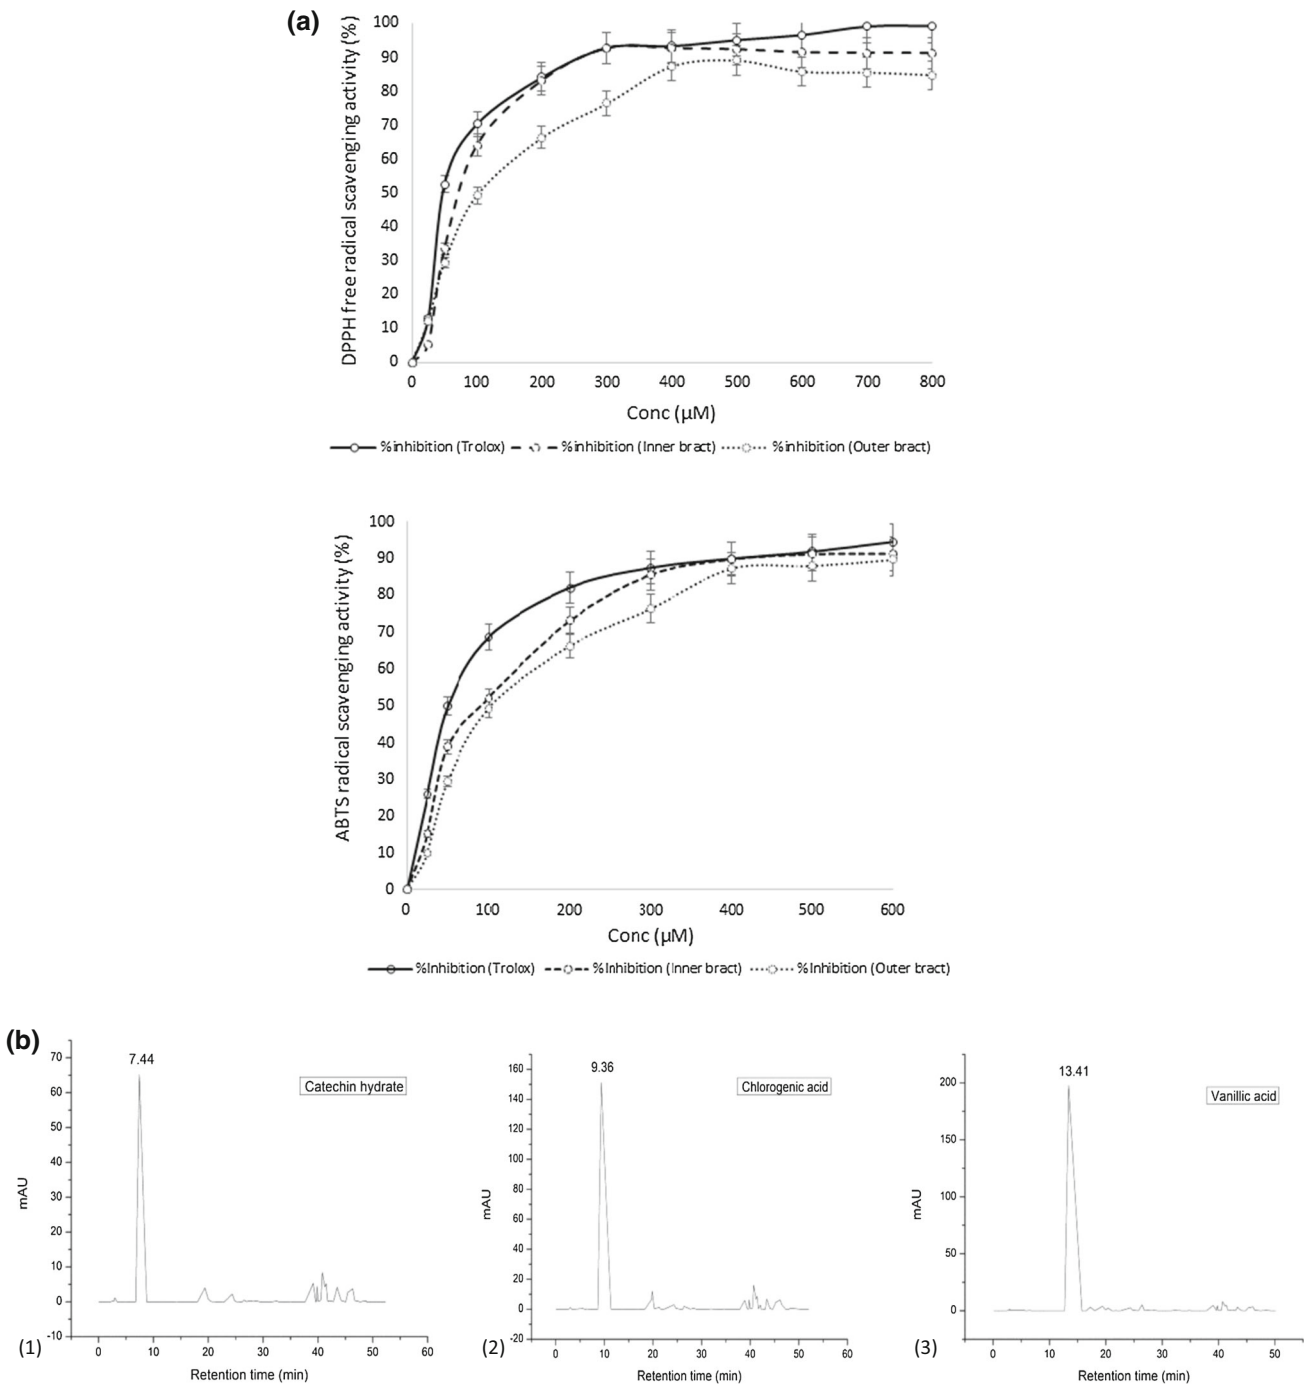 (a)
DPPH free radical scavenging activity (%)
100
90
80
70
60
50
40
30
20
10
0
0 100 200 300 400 500 600 700 800
Conc (µM)
%inhibition (Trolox) %inhibition (Inner bract) %inhibition (Outer bract)
ABTS radical scavenging activity (%)
100
90
80
70
60
50
40
30
20
10
0
0 100 200 300 400 500 600
Conc (µM)
%Inhibition (Trolox) %Inhibition (Inner bract) %Inhibition (Outer bract)
(b)
mAU
70
60
50
40
30
20
10
0
-10
7.44
Catechin hydrate
0 10 20 30 40 50 60
Retention time (min)
(1)
mAU
160
140
120
100
80
60
40
20
0
-20
9.36
Chlorogenic acid
0 10 20 30 40 50 60
Retention time (min)
(2)
mAU
200
150
100
50
0
13.41
Vanillic acid
0 10 20 30 40 50
Retention time (min)
(3)